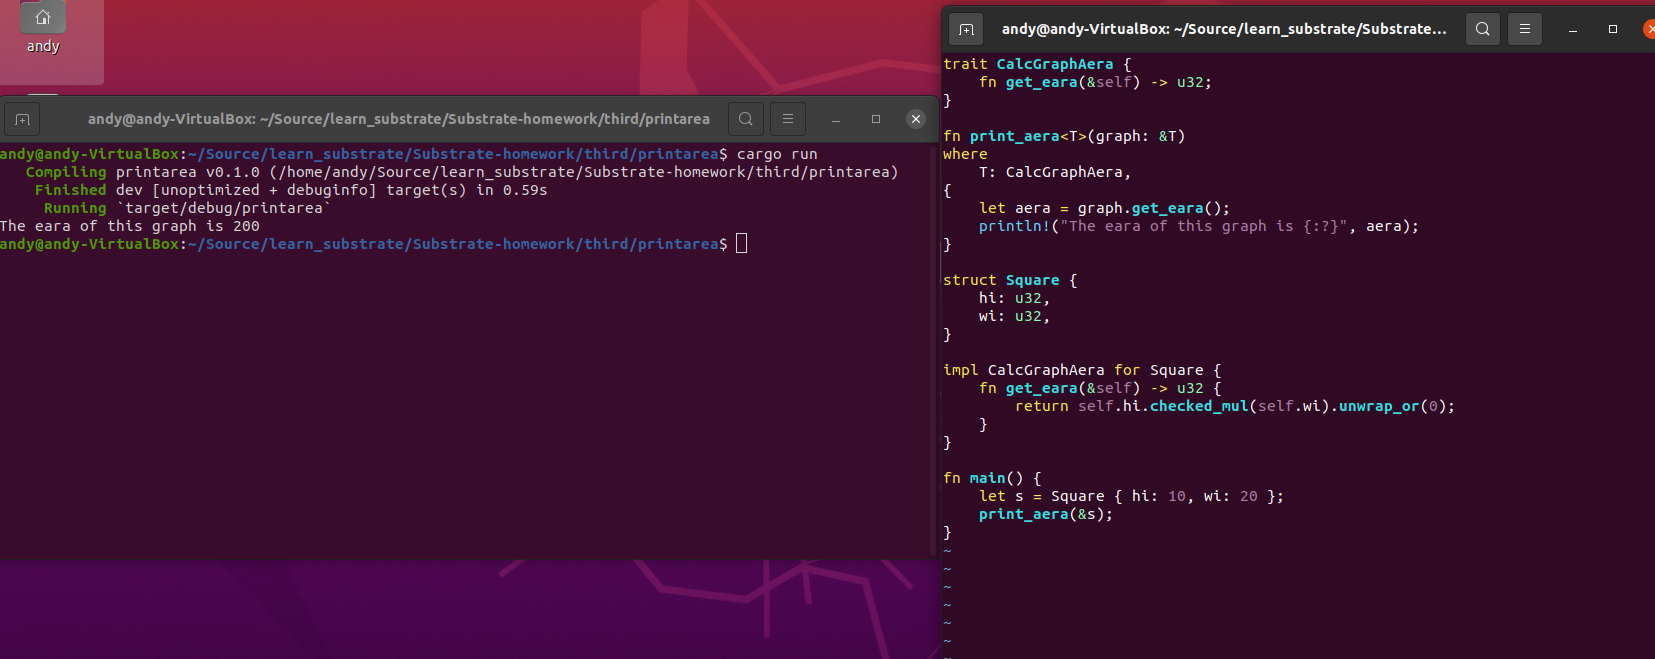 andy
andy@andy-VirtualBox: ~/Source/learn_substrate/Substrate-homework/third/printarea
andy@andy-VirtualBox:~/Source/learn_substrate/Substrate-homework/third/printarea$ cargo run
   Compiling printarea v0.1.0 (/home/andy/Source/learn_substrate/Substrate-homework/third/printarea)
    Finished dev [unoptimized + debuginfo] target(s) in 0.59s
     Running `target/debug/printarea`
The eara of this graph is 200
andy@andy-VirtualBox:~/Source/learn_substrate/Substrate-homework/third/printarea$
andy@andy-VirtualBox: ~/Source/learn_substrate/Substrate...
trait CalcGraphAera {
    fn get_eara(&self) -> u32;
}
fn print_aera<T>(graph: &T)
where
    T: CalcGraphAera,
{
    let aera = graph.get_eara();
    println!("The eara of this graph is {:?}", aera);
}
struct Square {
    hi: u32,
    wi: u32,
}
impl CalcGraphAera for Square {
    fn get_eara(&self) -> u32 {
        return self.hi.checked_mul(self.wi).unwrap_or(0);
    }
}
fn main() {
    let s = Square { hi: 10, wi: 20 };
    print_aera(&s);
}
~
~
~
~
~
~
~